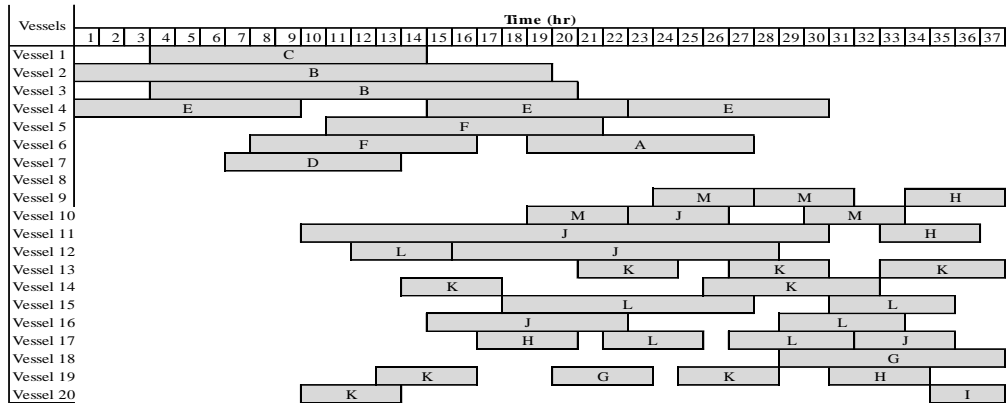 Vessels Time (hr)
1 2 3 4 5 6 7 8 9 10 11 12 13 14 15 16 17 18 19 20 21 22 23 24 25 26 27 28 29 30 31 32 33 34 35 36 37
Vessel 1 C
Vessel 2 B
Vessel 3 B
Vessel 4 E E E
Vessel 5 F
Vessel 6 F A
Vessel 7 D
Vessel 8
Vessel 9 M M H
Vessel 10 M J M
Vessel 11 J H
Vessel 12 L J
Vessel 13 K K K
Vessel 14 K K
Vessel 15 L L
Vessel 16 J L
Vessel 17 H L L J
Vessel 18 G
Vessel 19 K G K H
Vessel 20 K I